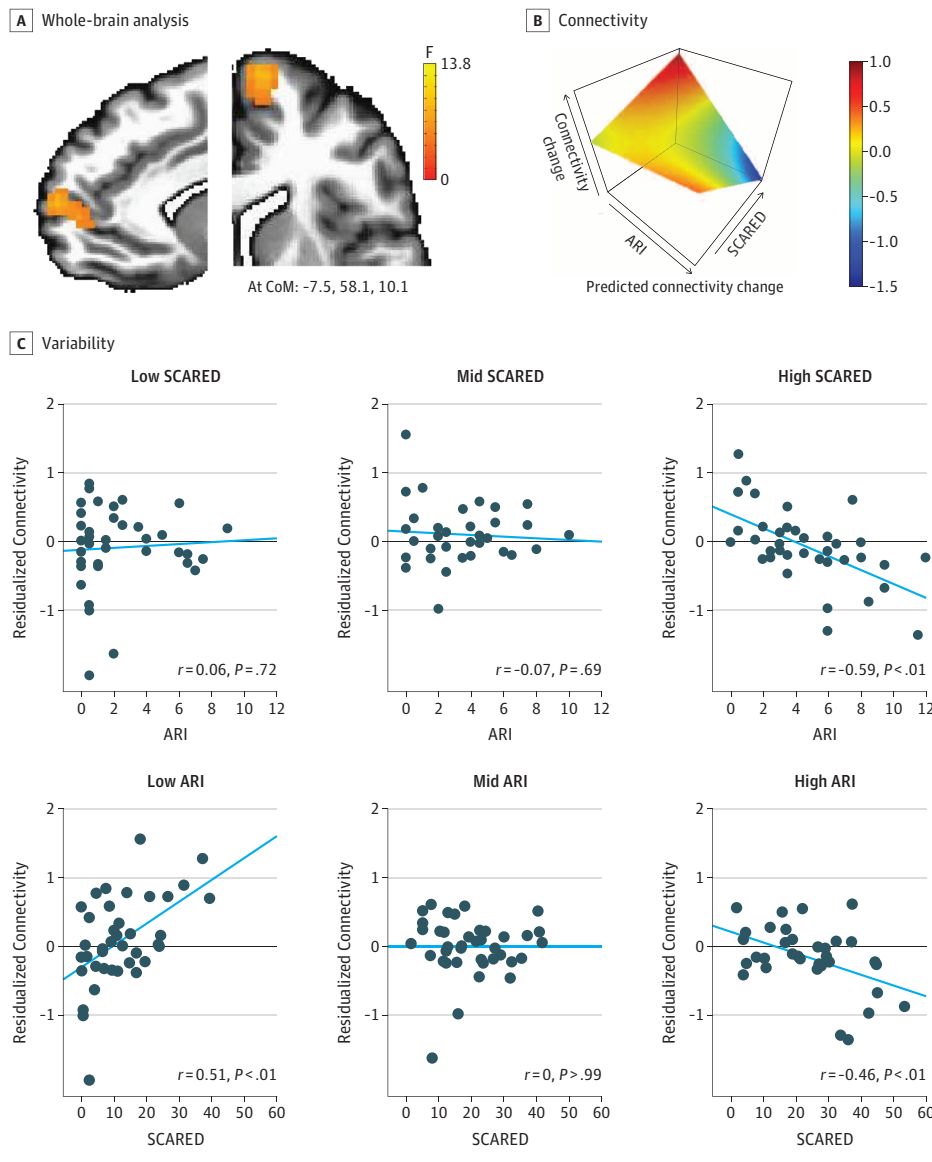 A Whole-brain analysis
F
13.8
0
At CoM: -7.5, 58.1, 10.1
B Connectivity
Connectivity
change
ARI
SCARED
Predicted connectivity change
1.0
0.5
0.0
-0.5
-1.0
-1.5
C Variability
Low SCARED
2
1
0
-1
Residualized Connectivity
r=0.06, P=.72
0 2 4 6 8 10 12
ARI
Mid SCARED
2
1
0
-1
Residualized Connectivity
r=-0.07, P=.69
0 2 4 6 8 10 12
ARI
High SCARED
2
1
0
-1
Residualized Connectivity
r=-0.59, P<.01
0 2 4 6 8 10 12
ARI
Low ARI
2
1
0
-1
Residualized Connectivity
r=0.51, P<.01
0 10 20 30 40 50 60
SCARED
Mid ARI
2
1
0
-1
Residualized Connectivity
r=0, P>.99
0 10 20 30 40 50 60
SCARED
High ARI
2
1
0
-1
Residualized Connectivity
r=-0.46, P<.01
0 10 20 30 40 50 60
SCARED